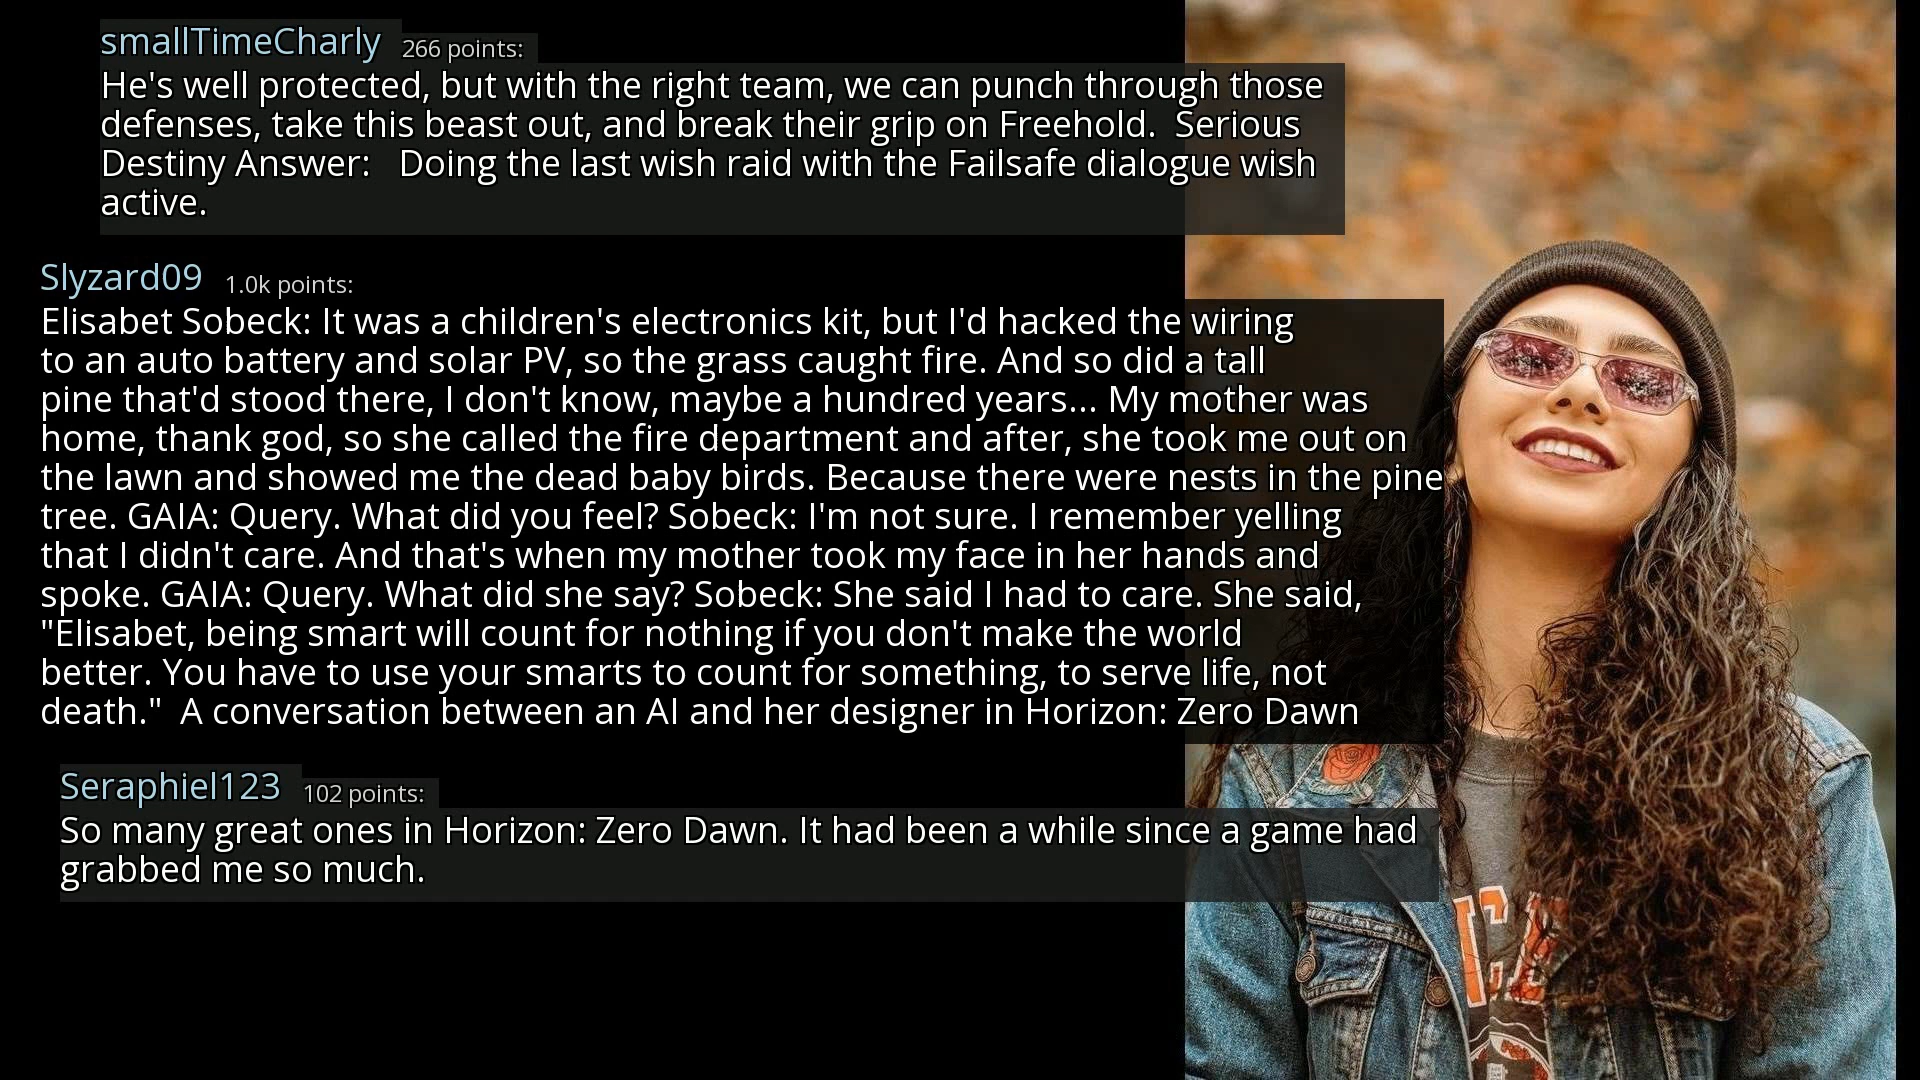 smallTimeCharly 266 points:
He's well protected, but with the right team, we can punch through those
defenses, take this beast out, and break their grip on Freehold.  Serious
Destiny Answer:   Doing the last wish raid with the Failsafe dialogue wish
active.
Slyzard09 1.0k points:
Elisabet Sobeck: It was a children's electronics kit, but I'd hacked the wiring
to an auto battery and solar PV, so the grass caught fire. And so did a tall
pine that'd stood there, I don't know, maybe a hundred years... My mother was
home, thank god, so she called the fire department and after, she took me out on
the lawn and showed me the dead baby birds. Because there were nests in the pine
tree. GAIA: Query. What did you feel? Sobeck: I'm not sure. I remember yelling
that I didn't care. And that's when my mother took my face in her hands and
spoke. GAIA: Query. What did she say? Sobeck: She said I had to care. She said,
"Elisabet, being smart will count for nothing if you don't make the world
better. You have to use your smarts to count for something, to serve life, not
death."  A conversation between an AI and her designer in Horizon: Zero Dawn
Seraphiel123 102 points:
So many great ones in Horizon: Zero Dawn. It had been a while since a game had
grabbed me so much.